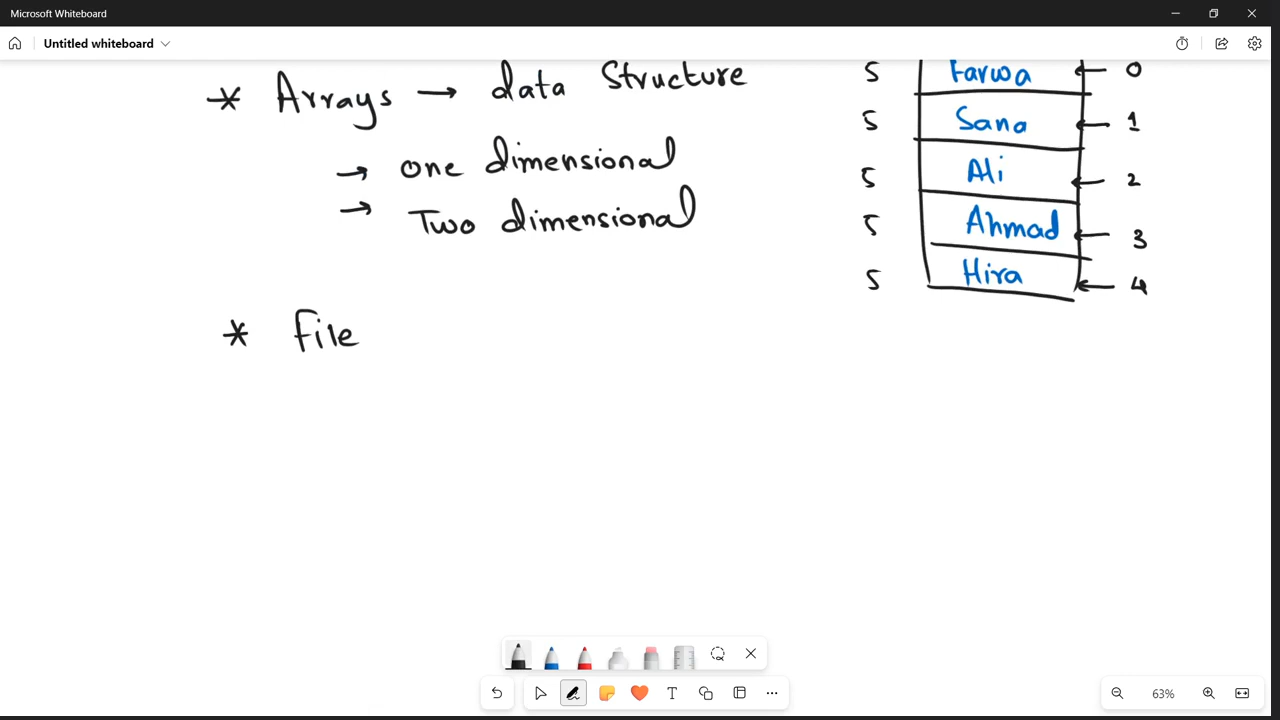 Microsoft Whiteboard
Untitled whiteboard
* Arrays → data Structure
→ one dimensional
→ Two dimensional
* file
5 Farwa ← 0
5 Sana ← 1
5 Ali ← 2
5 Ahmad ← 3
5 Hira ← 4
63%